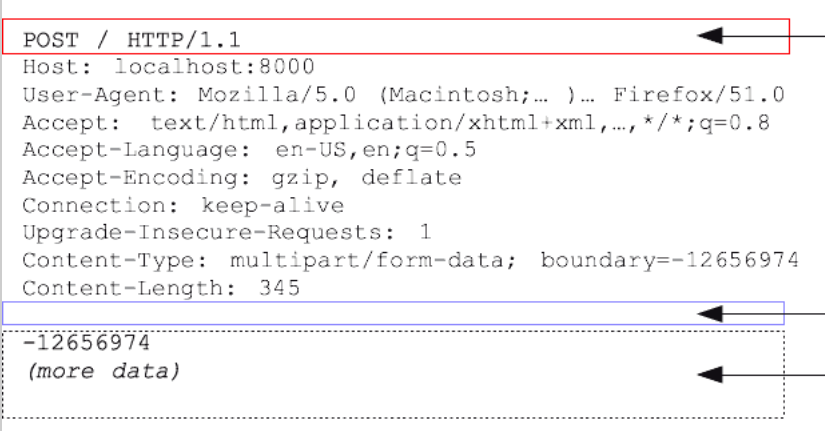 POST / HTTP/1.1
Host: localhost:8000
User-Agent: Mozilla/5.0 (Macintosh;… )… Firefox/51.0
Accept: text/html,application/xhtml+xml,…,*/*;q=0.8
Accept-Language: en-US,en;q=0.5
Accept-Encoding: gzip, deflate
Connection: keep-alive
Upgrade-Insecure-Requests: 1
Content-Type: multipart/form-data; boundary=-12656974
Content-Length: 345
-12656974
(more data)